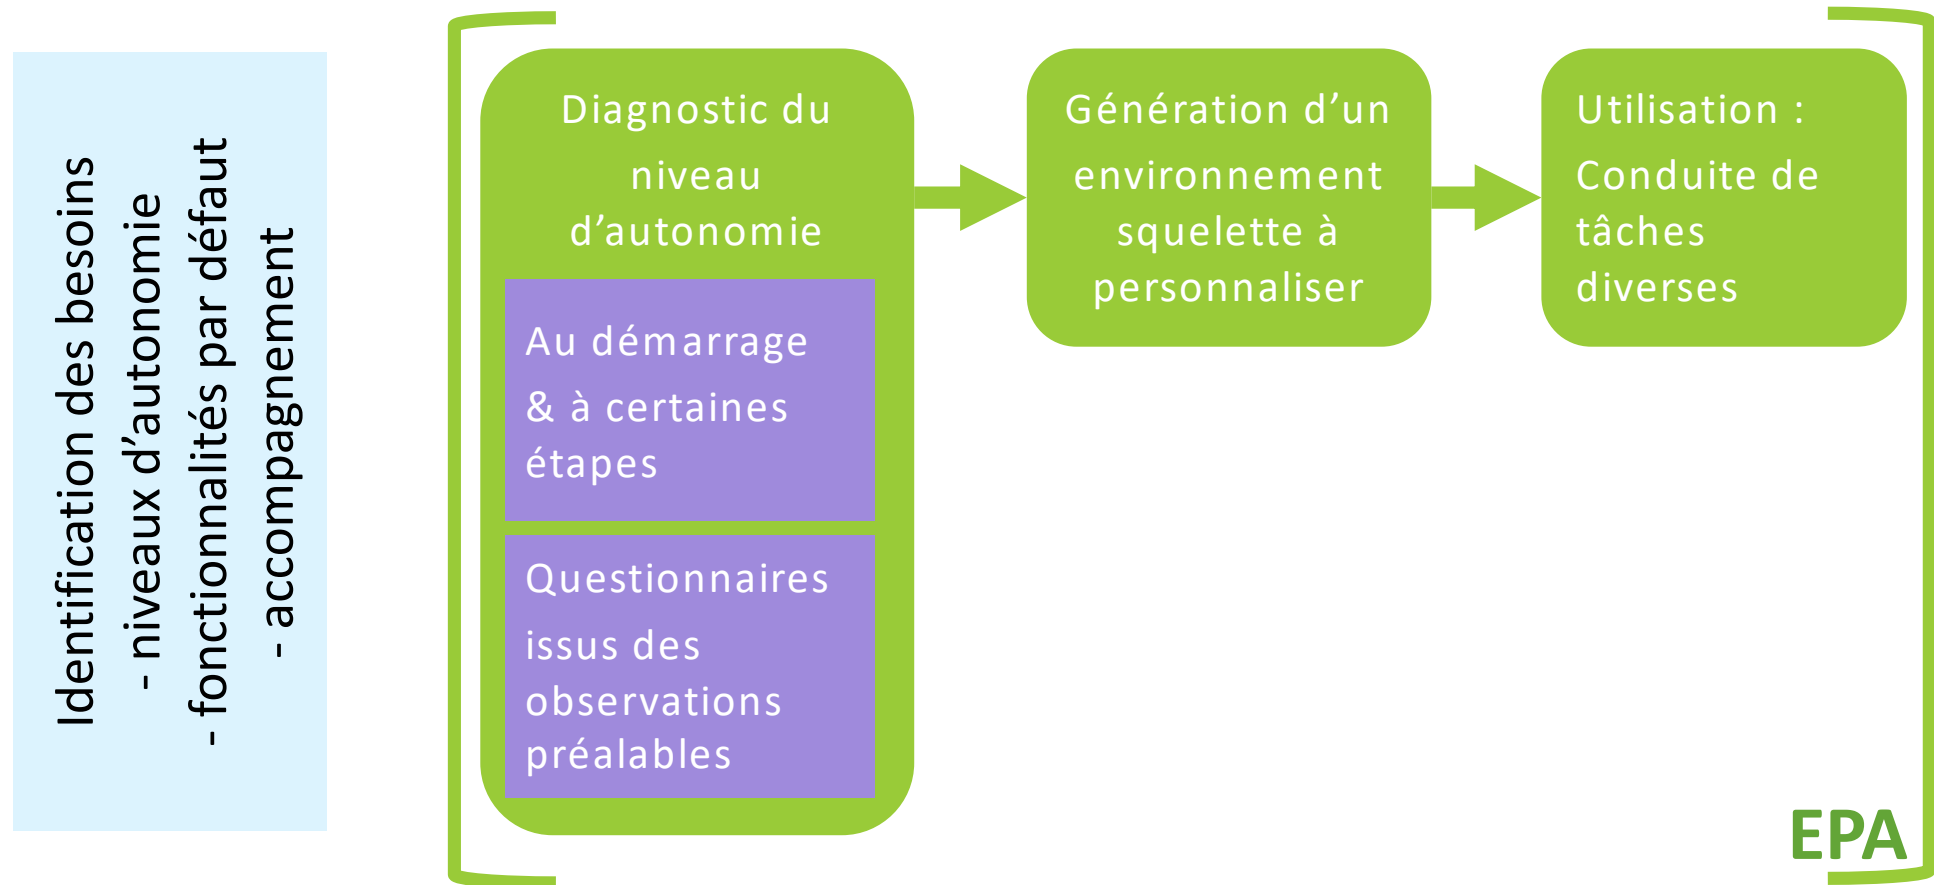 Identification des besoins
- niveaux d’autonomie
- fonctionnalités par défaut
- accompagnement
Diagnostic du
niveau
d’autonomie
Au démarrage
& à certaines
étapes
Questionnaires
issus des
observations
préalables
Génération d’un
environnement
squelette à
personnaliser
Utilisation :
Conduite de
tâches
diverses
EPA